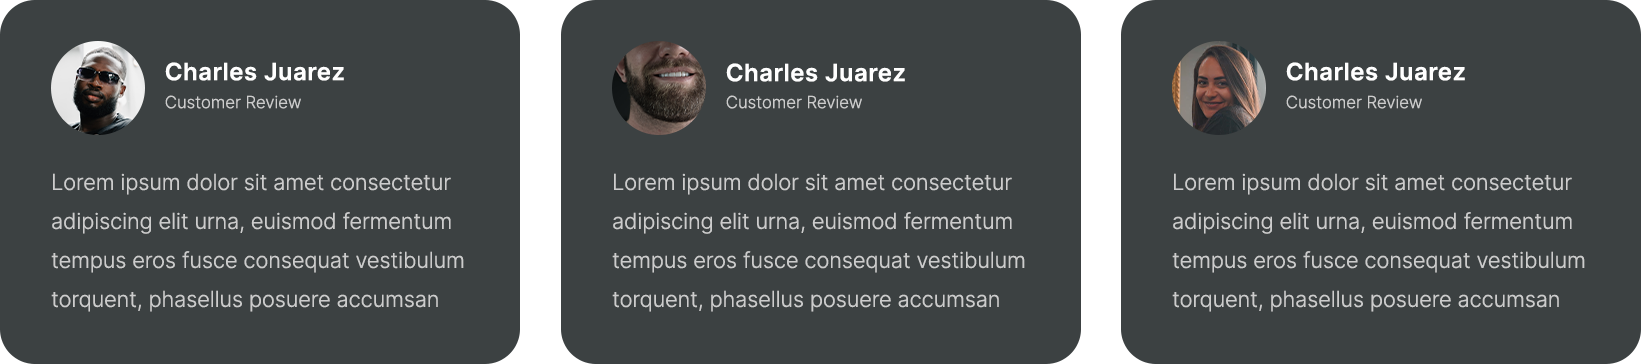 Charles Juarez
Customer Review
Lorem ipsum dolor sit amet consectetur
adipiscing elit urna, euismod fermentum
tempus eros fusce consequat vestibulum
torquent, phasellus posuere accumsan
Charles Juarez
Customer Review
Lorem ipsum dolor sit amet consectetur
adipiscing elit urna, euismod fermentum
tempus eros fusce consequat vestibulum
torquent, phasellus posuere accumsan
Charles Juarez
Customer Review
Lorem ipsum dolor sit amet consectetur
adipiscing elit urna, euismod fermentum
tempus eros fusce consequat vestibulum
torquent, phasellus posuere accumsan